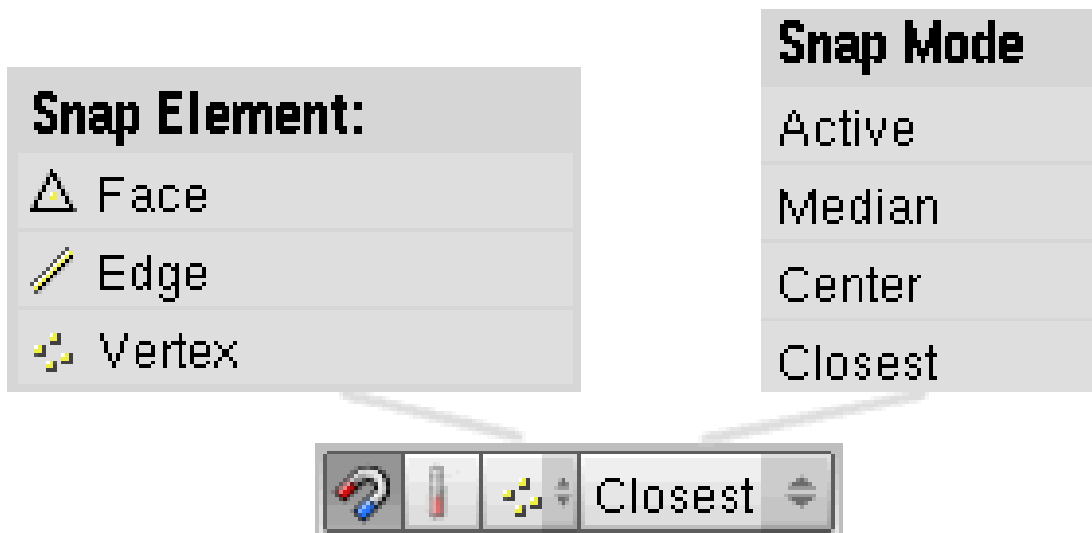 Snap Element:
Face
Edge
Vertex
Snap Mode
Active
Median
Center
Closest
Closest